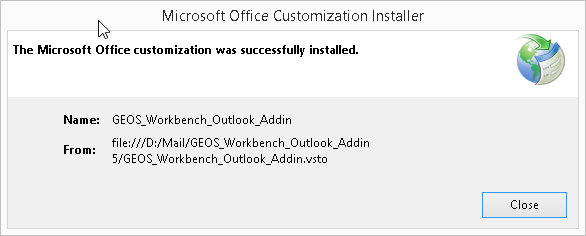 Microsoft Office Customization Installer
The Microsoft Office customization was successfully installed.
Name: GEOS_Workbench_Outlook_Addin
From: file:///D:/Mail/GEOS_Workbench_Outlook_Addin
5/GEOS_Workbench_Outlook_Addin.vsto
Close